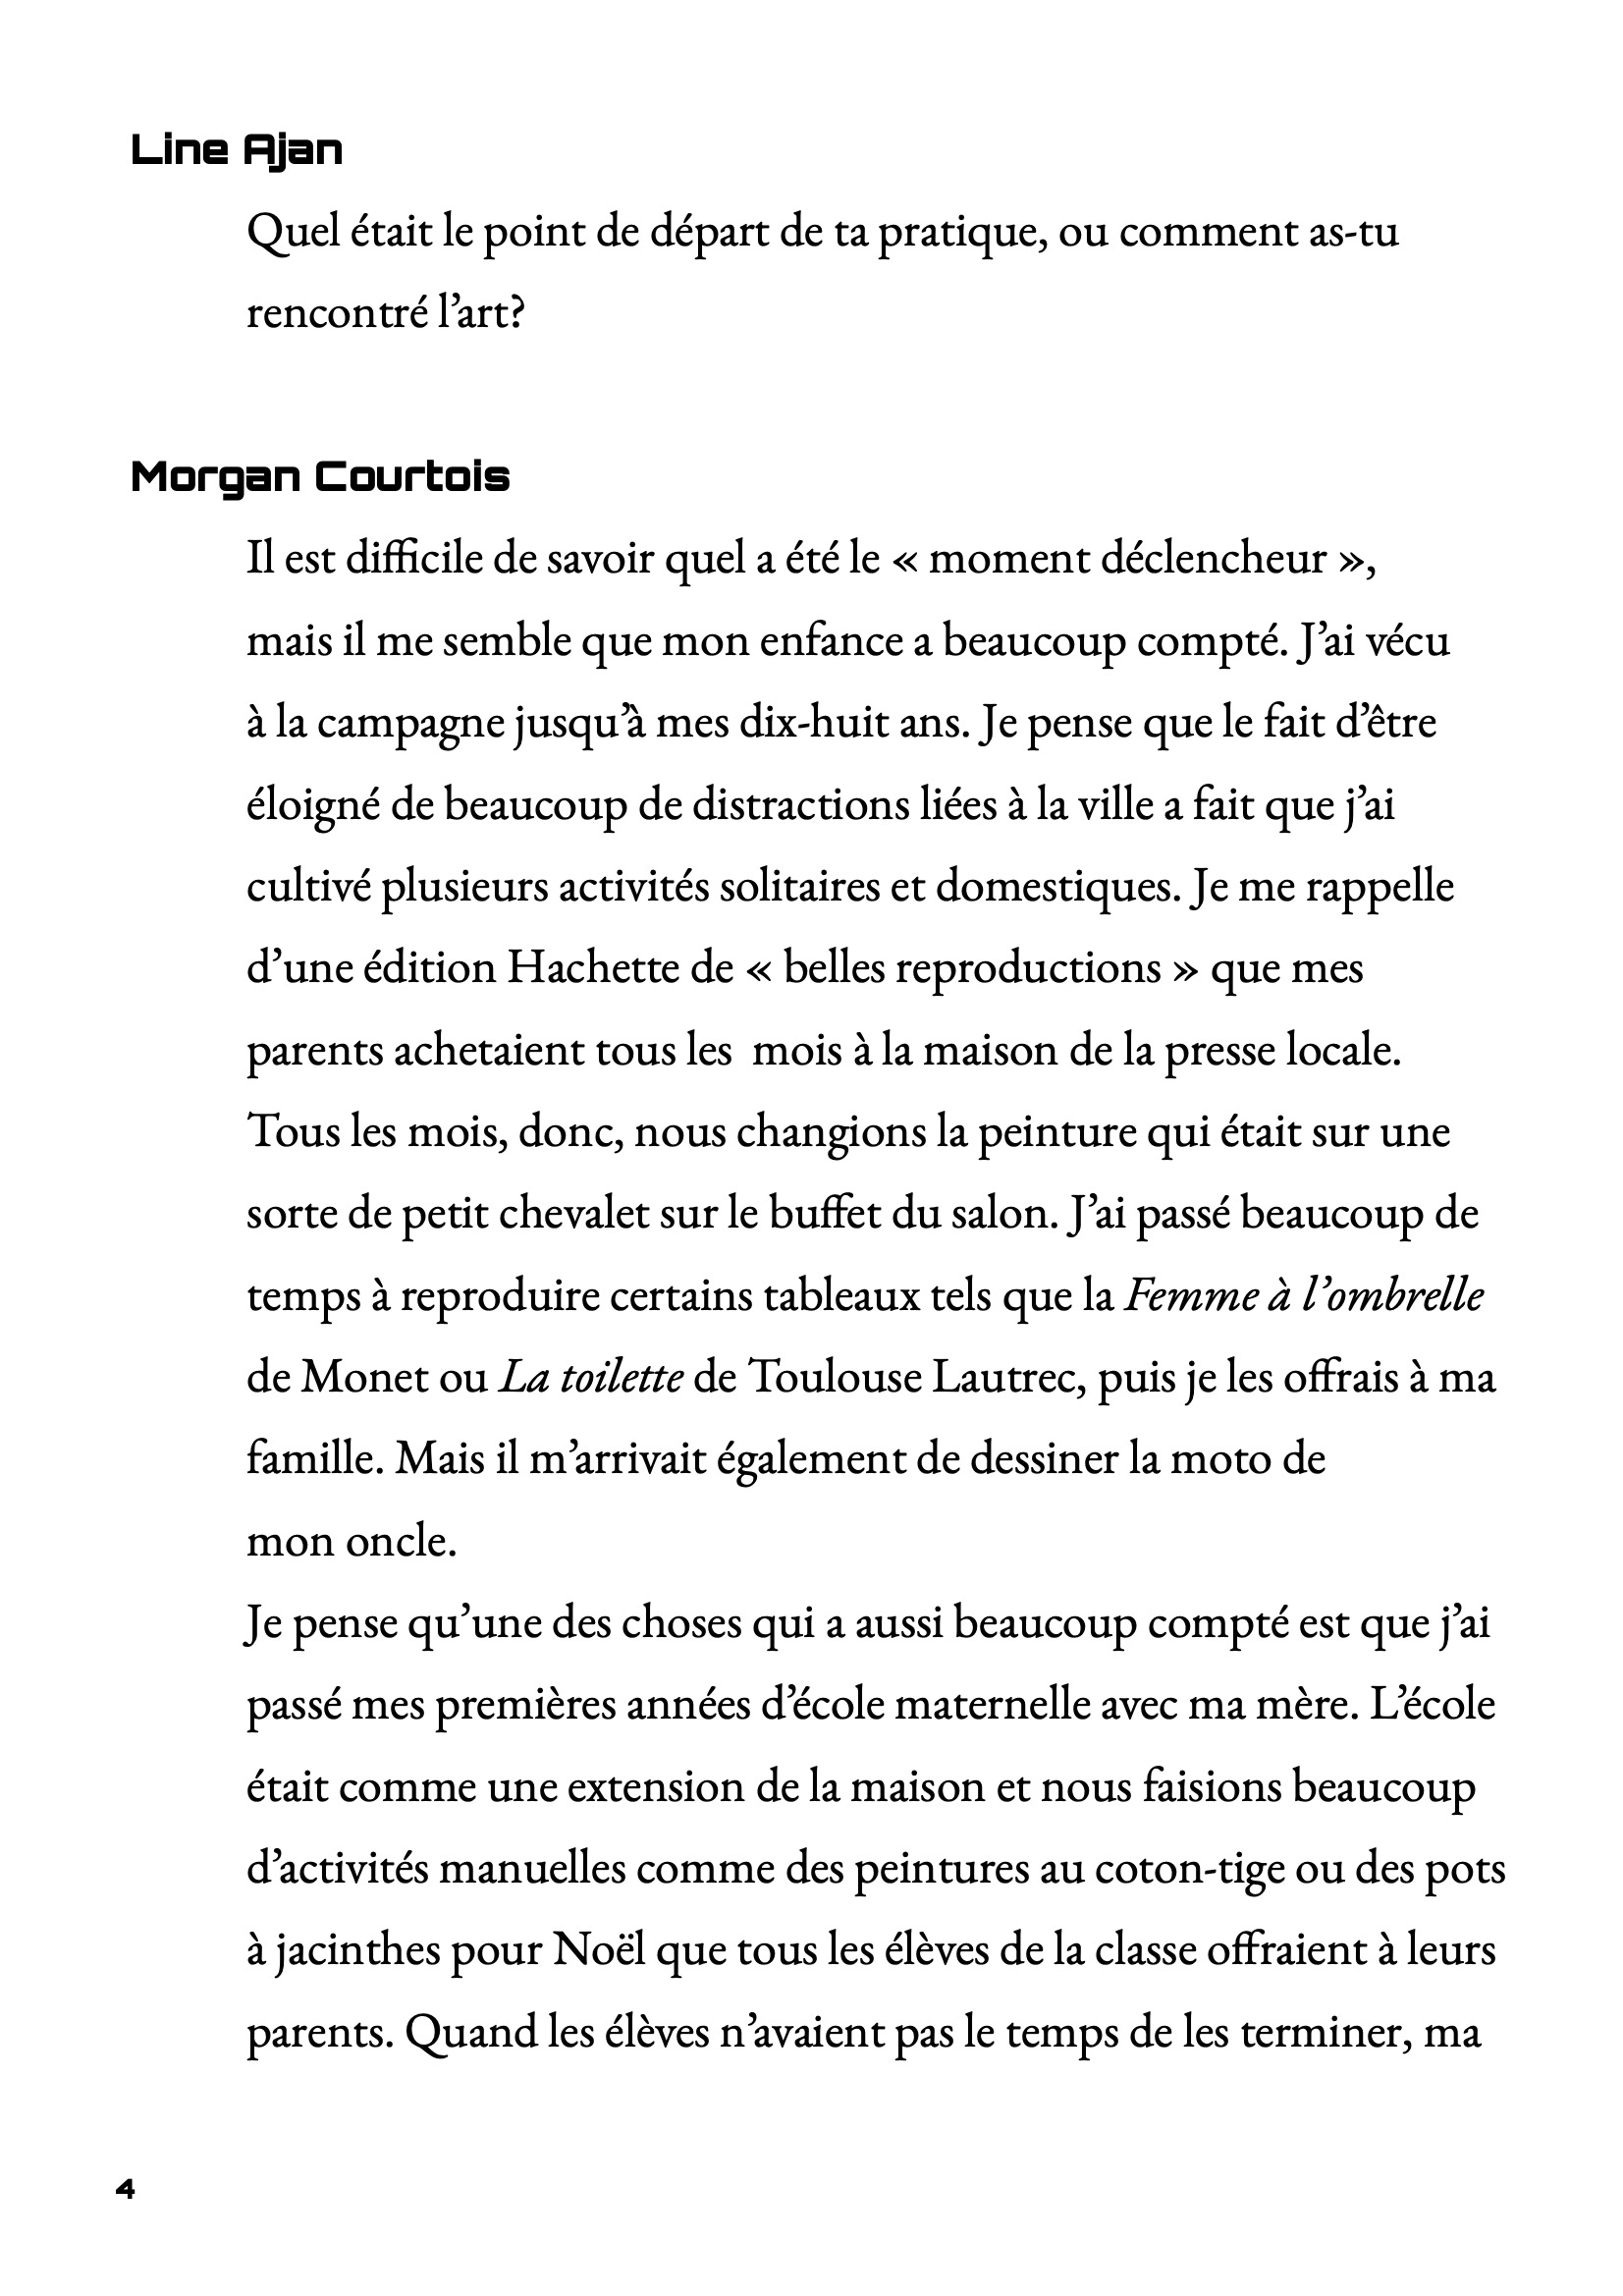 Line Ajan
Quel était le point de départ de ta pratique, ou comment as-tu
rencontré l’art?
Morgan Courtois
Il est difficile de savoir quel a été le « moment déclencheur »,
mais il me semble que mon enfance a beaucoup compté. J’ai vécu
à la campagne jusqu’à mes dix-huit ans. Je pense que le fait d’être
éloigné de beaucoup de distractions liées à la ville a fait que j’ai
cultivé plusieurs activités solitaires et domestiques. Je me rappelle
d’une édition Hachette de « belles reproductions » que mes
parents achetaient tous les  mois à la maison de la presse locale.
Tous les mois, donc, nous changions la peinture qui était sur une
sorte de petit chevalet sur le buffet du salon. J’ai passé beaucoup de
temps à reproduire certains tableaux tels que la Femme à l’ombrelle
de Monet ou La toilette de Toulouse Lautrec, puis je les offrais à ma
famille. Mais il m’arrivait également de dessiner la moto de
mon oncle.
Je pense qu’une des choses qui a aussi beaucoup compté est que j’ai
passé mes premières années d’école maternelle avec ma mère. L’école
était comme une extension de la maison et nous faisions beaucoup
d’activités manuelles comme des peintures au coton-tige ou des pots
à jacinthes pour Noël que tous les élèves de la classe offraient à leurs
parents. Quand les élèves n’avaient pas le temps de les terminer, ma
4